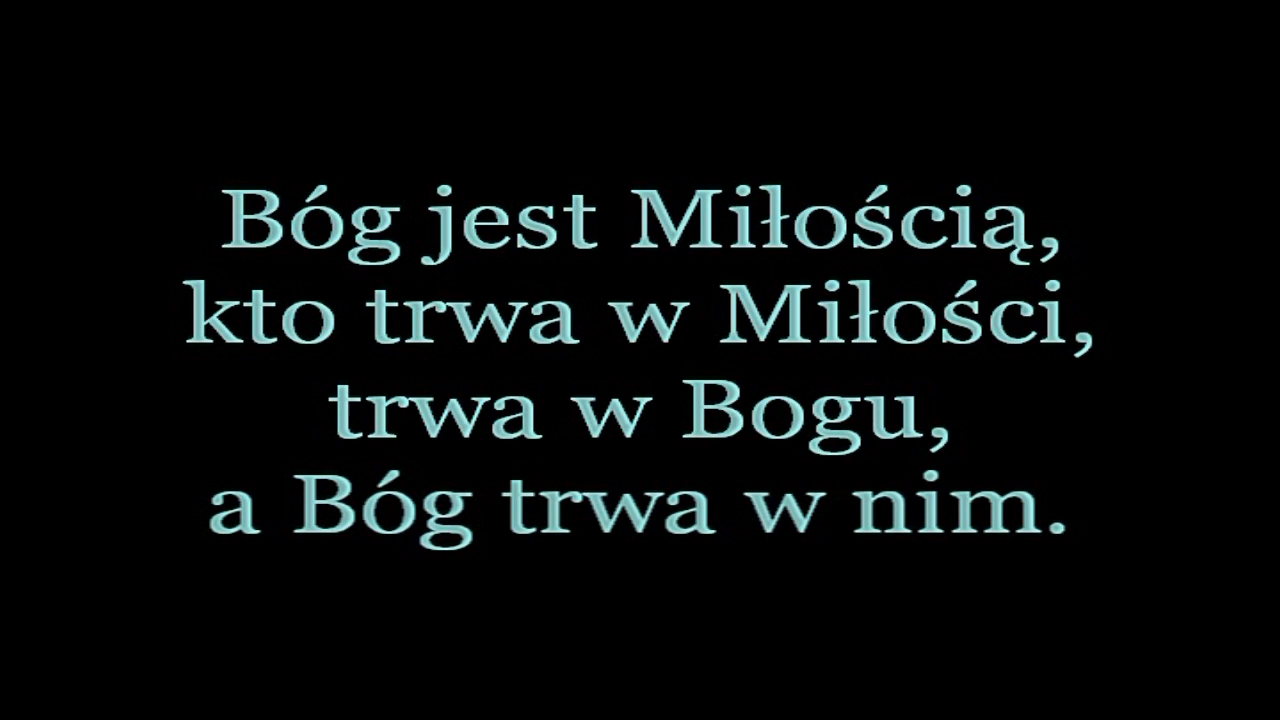 Bóg jest Miłością,
kto trwa w Miłości,
trwa w Bogu,
a Bóg trwa w nim.